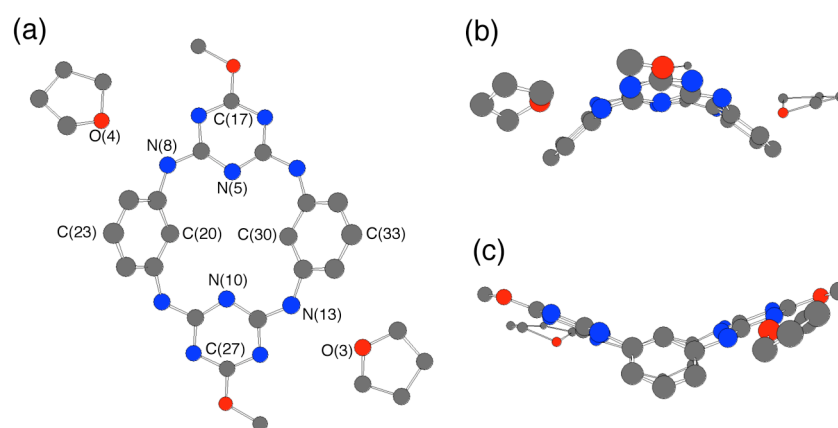 (a)
(b)
C(17)
O(4)
N(8)
N(5)
C(23)
C(20)
C(30)
C(33)
(c)
N(10)
N(13)
C(27)
O(3)